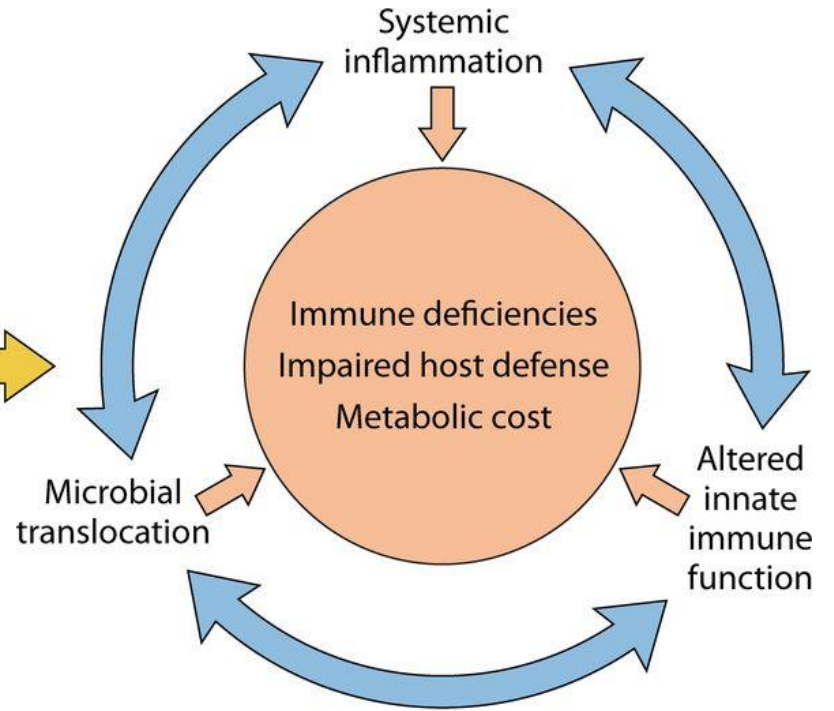 Systemic
inflammation
Immune deficiencies
Impaired host defense
Metabolic cost
Microbial
translocation
Altered
innate
immune
function